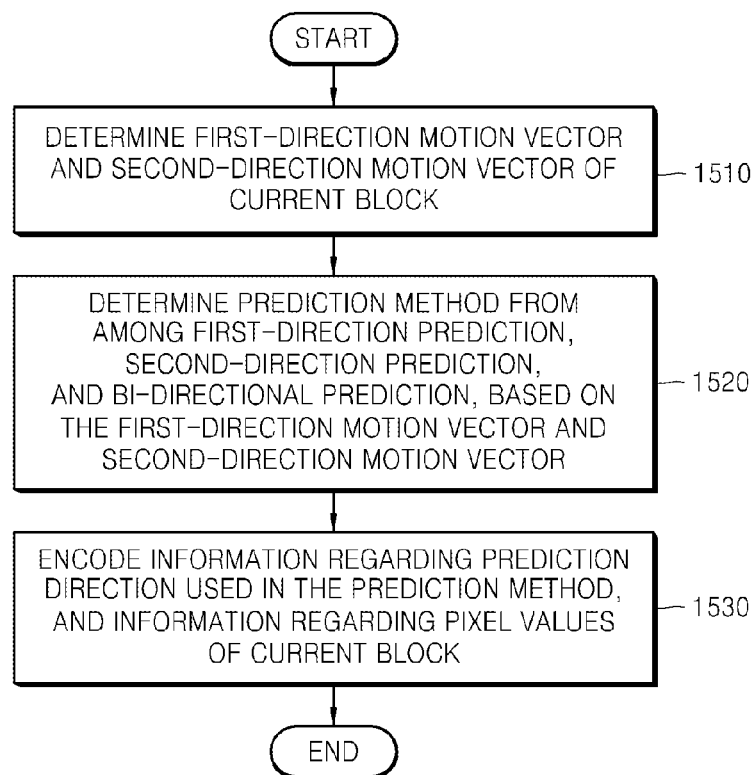 START
DETERMINE FIRST-DIRECTION MOTION VECTOR
AND SECOND-DIRECTION MOTION VECTOR OF
CURRENT BLOCK
1510
DETERMINE PREDICTION METHOD FROM
AMONG FIRST-DIRECTION PREDICTION,
SECOND-DIRECTION PREDICTION,
AND BI-DIRECTIONAL PREDICTION, BASED ON
THE FIRST-DIRECTION MOTION VECTOR AND
SECOND-DIRECTION MOTION VECTOR
1520
ENCODE INFORMATION REGARDING PREDICTION
DIRECTION USED IN THE PREDICTION METHOD,
AND INFORMATION REGARDING PIXEL VALUES
OF CURRENT BLOCK
1530
END